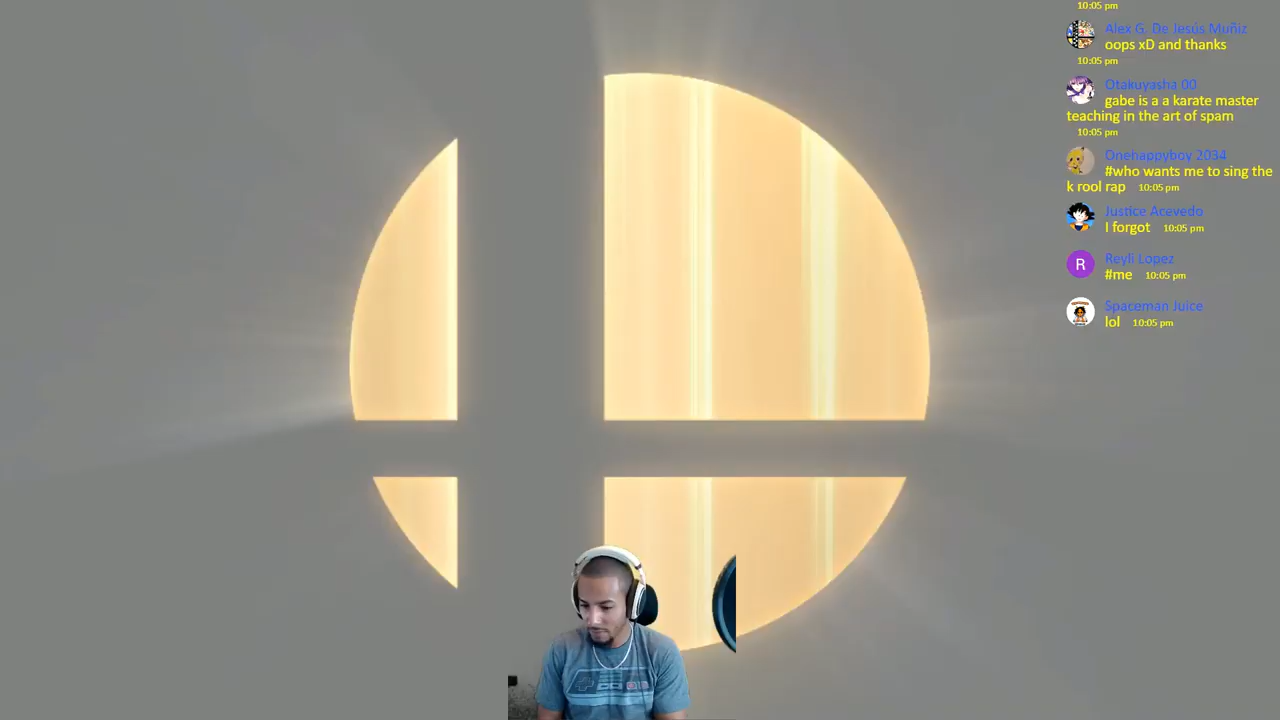 10:05 pm
Alex G. De Jesús Muñiz
oops xD and thanks
10:05 pm
Otakuyasha 00
gabe is a a karate master
teaching in the art of spam
10:05 pm
Onehappyboy 2034
#who wants me to sing the
k rool rap 10:05 pm
Justice Acevedo
I forgot 10:05 pm
R
Reyli Lopez
#me 10:05 pm
Spaceman Juice
lol 10:05 pm